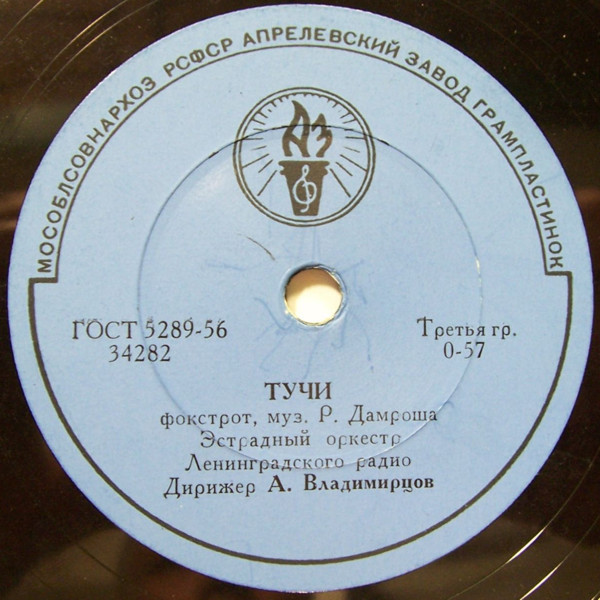 МОСОБЛСОВНАРХОЗ РСФСР АПРЕЛЕВСКИЙ ЗАВОД ГРАМПЛАСТИНОК
АЗ
ГОСТ 5289-56
34282
Третья гр.
0-57
ТУЧИ
фокстрот, муз. Р. Дамроша
Эстрадный оркестр
Ленинградского радио
Дирижер А. Владимирцов